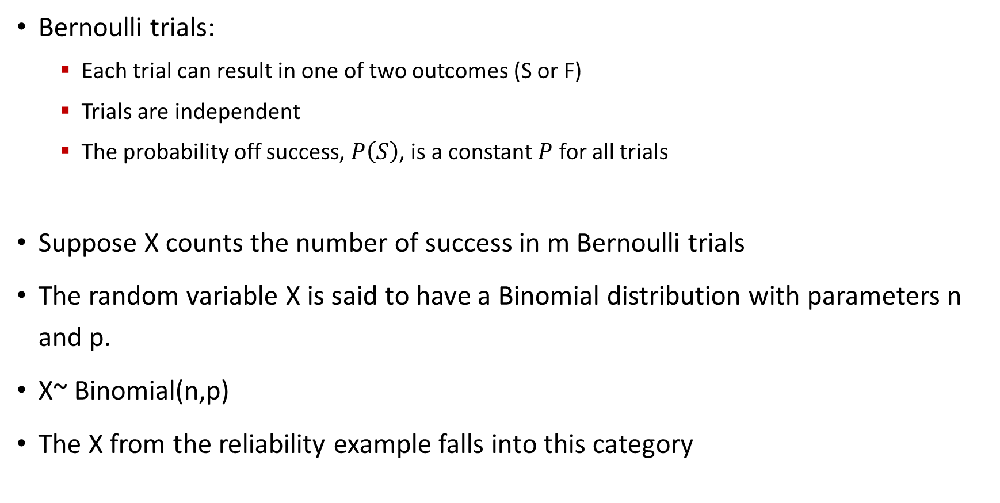 • Bernoulli trials:
▪ Each trial can result in one of two outcomes (S or F)
▪ Trials are independent
▪ The probability off success, P(S), is a constant P for all trials
• Suppose X counts the number of success in m Bernoulli trials
• The random variable X is said to have a Binomial distribution with parameters n
and p.
• X~ Binomial(n,p)
• The X from the reliability example falls into this category